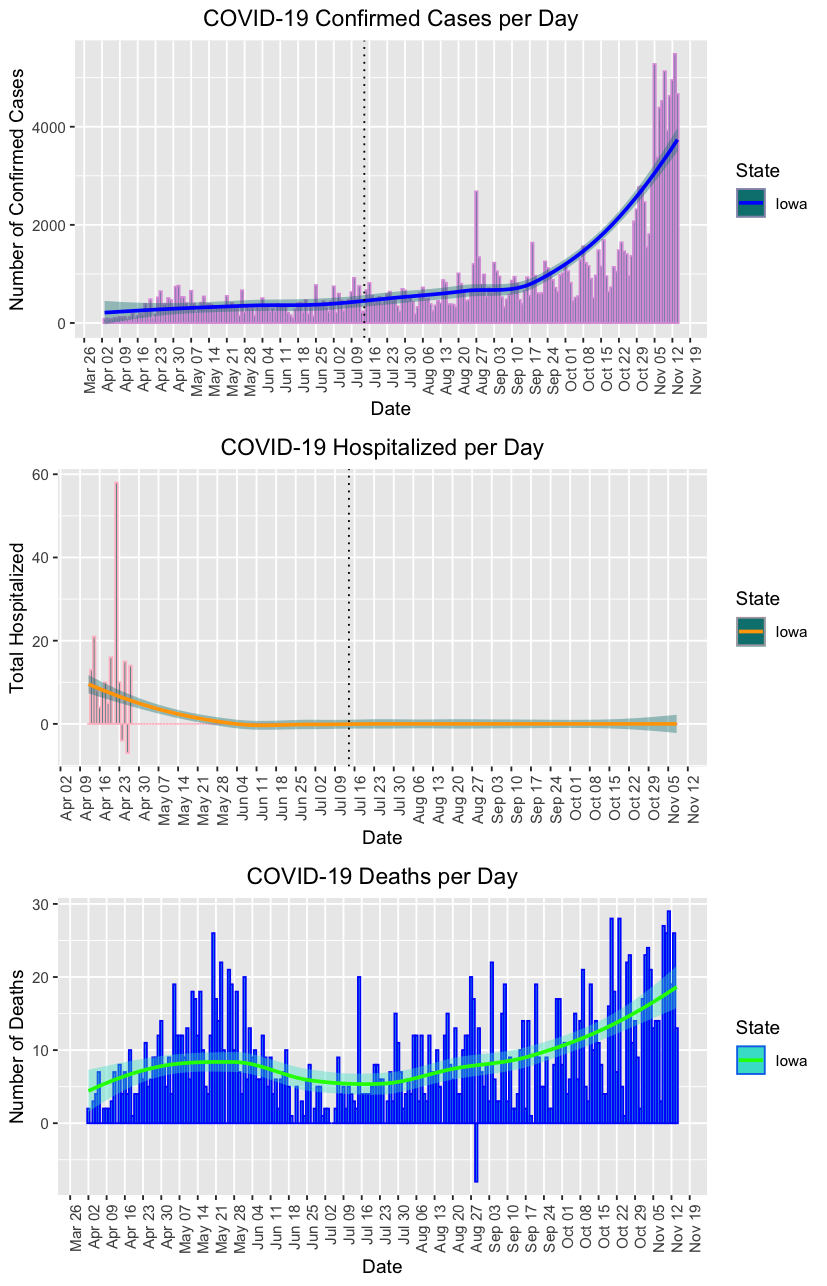 COVID-19 Confirmed Cases per Day
Number of Confirmed Cases
4000
2000
0
Mar 26
Apr 02
Apr 09
Apr 16
Apr 23
Apr 30
May 07
May 14
May 21
May 28
Jun 04
Jun 11
Jun 18
Jun 25
Jul 02
Jul 09
Jul 16
Jul 23
Jul 30
Aug 06
Aug 13
Aug 20
Aug 27
Sep 03
Sep 10
Sep 17
Sep 24
Oct 01
Oct 08
Oct 15
Oct 22
Oct 29
Nov 05
Nov 12
Nov 19
Date
State
Iowa
COVID-19 Hospitalized per Day
Total Hospitalized
60
40
20
0
Apr 02
Apr 09
Apr 16
Apr 23
Apr 30
May 07
May 14
May 21
May 28
Jun 04
Jun 11
Jun 18
Jun 25
Jul 02
Jul 09
Jul 16
Jul 23
Jul 30
Aug 06
Aug 13
Aug 20
Aug 27
Sep 03
Sep 10
Sep 17
Sep 24
Oct 01
Oct 08
Oct 15
Oct 22
Oct 29
Nov 05
Nov 12
Date
State
Iowa
COVID-19 Deaths per Day
Number of Deaths
30
20
10
0
Mar 26
Apr 02
Apr 09
Apr 16
Apr 23
Apr 30
May 07
May 14
May 21
May 28
Jun 04
Jun 11
Jun 18
Jun 25
Jul 02
Jul 09
Jul 16
Jul 23
Jul 30
Aug 06
Aug 13
Aug 20
Aug 27
Sep 03
Sep 10
Sep 17
Sep 24
Oct 01
Oct 08
Oct 15
Oct 22
Oct 29
Nov 05
Nov 12
Nov 19
Date
State
Iowa